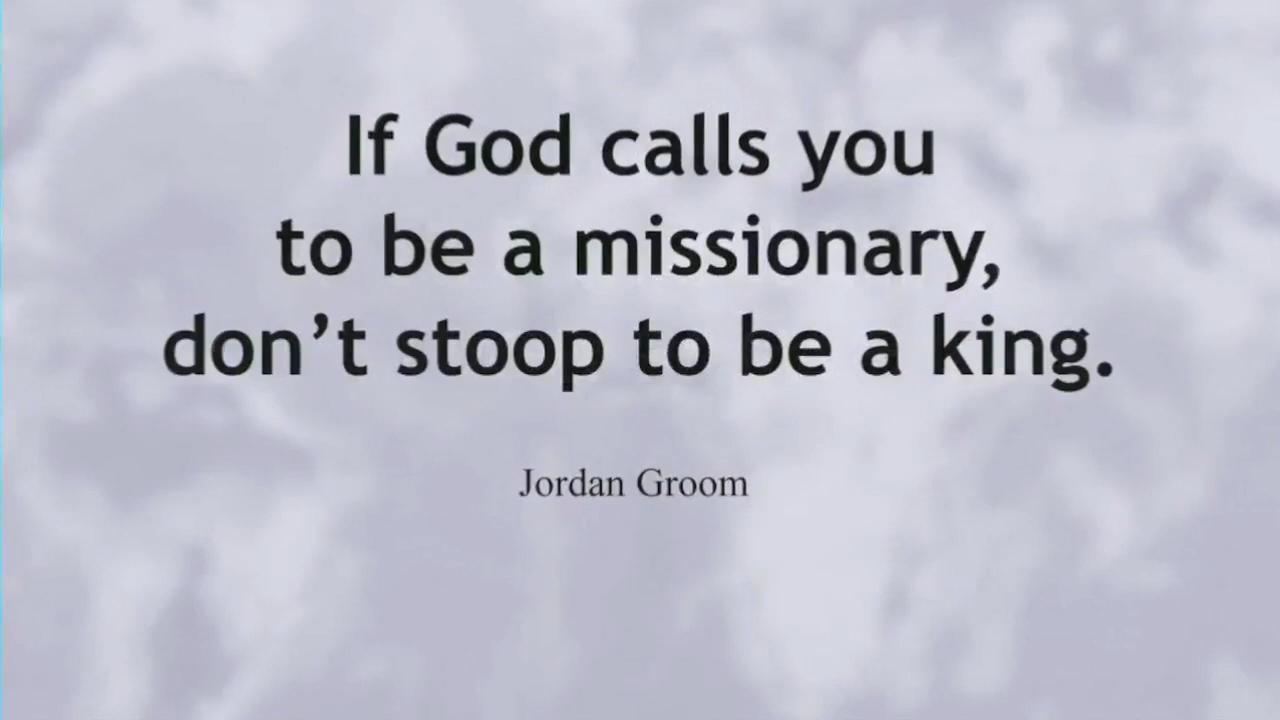 If God calls you
to be a missionary,
don’t stoop to be a king.
Jordan Groom